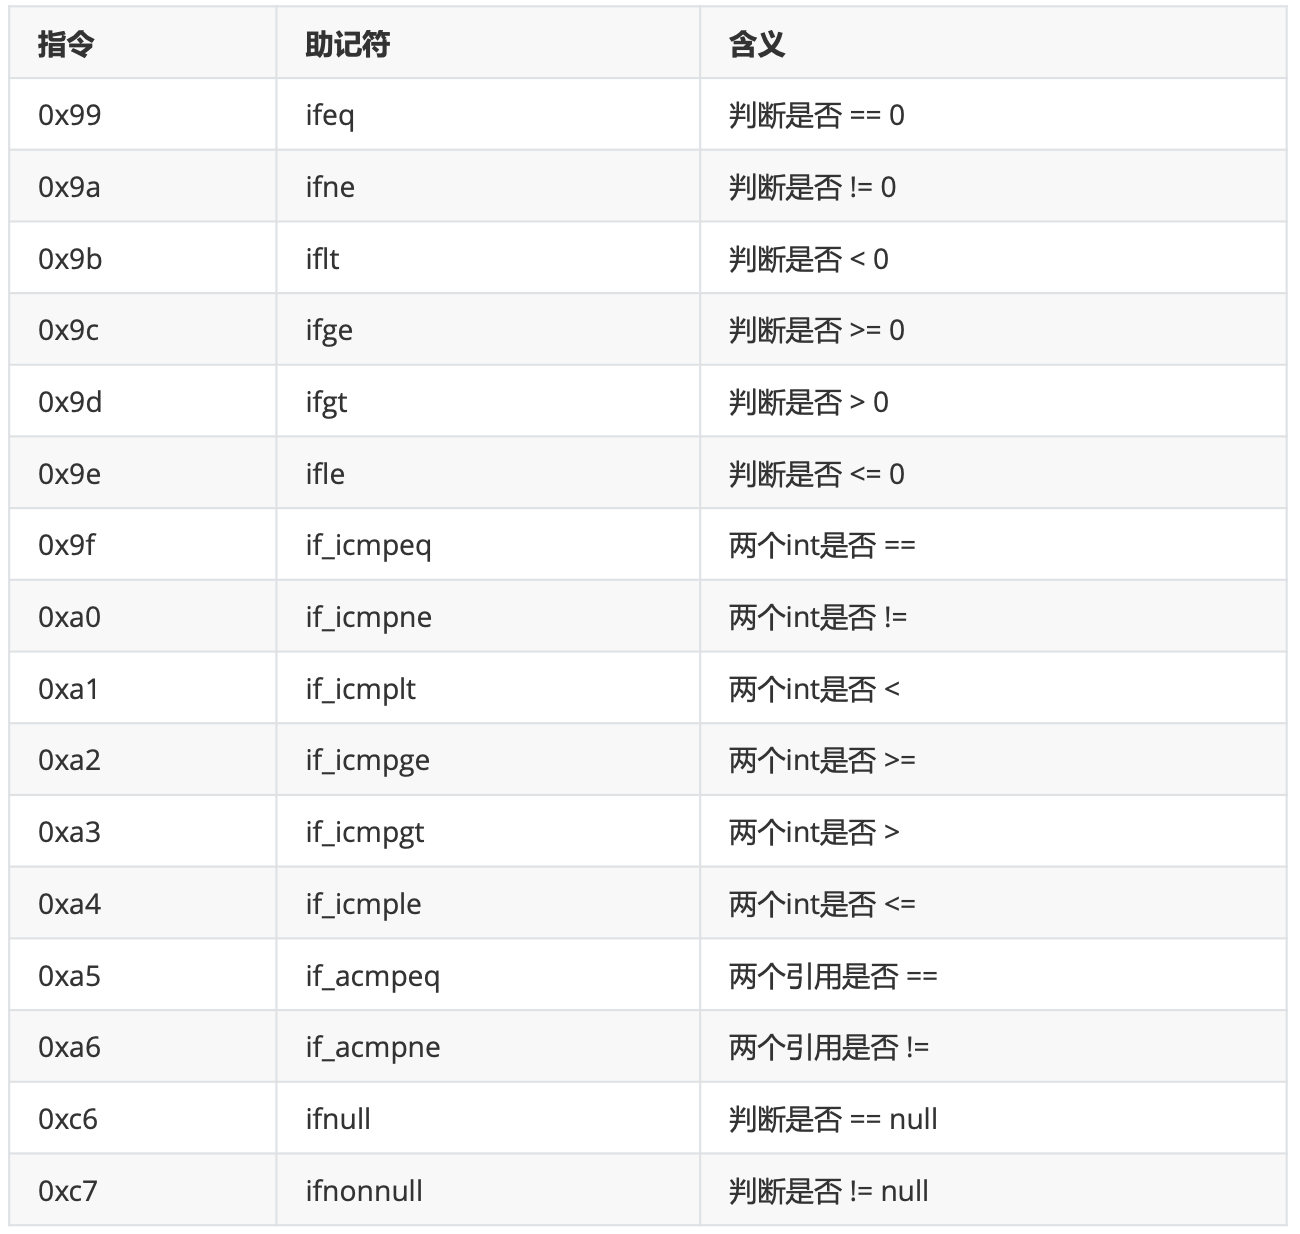 指令 助记符 含义
0x99 ifeq 判断是否 == 0
0x9a ifne 判断是否 != 0
0x9b iflt 判断是否 < 0
0x9c ifge 判断是否 >= 0
0x9d ifgt 判断是否 > 0
0x9e ifle 判断是否 <= 0
0x9f if_icmpeq 两个int是否 ==
0xa0 if_icmpne 两个int是否 !=
0xa1 if_icmplt 两个int是否 <
0xa2 if_icmpge 两个int是否 >=
0xa3 if_icmpgt 两个int是否 >
0xa4 if_icmple 两个int是否 <=
0xa5 if_acmpeq 两个引用是否 ==
0xa6 if_acmpne 两个引用是否 !=
0xc6 ifnull 判断是否 == null
0xc7 ifnonnull 判断是否 != null